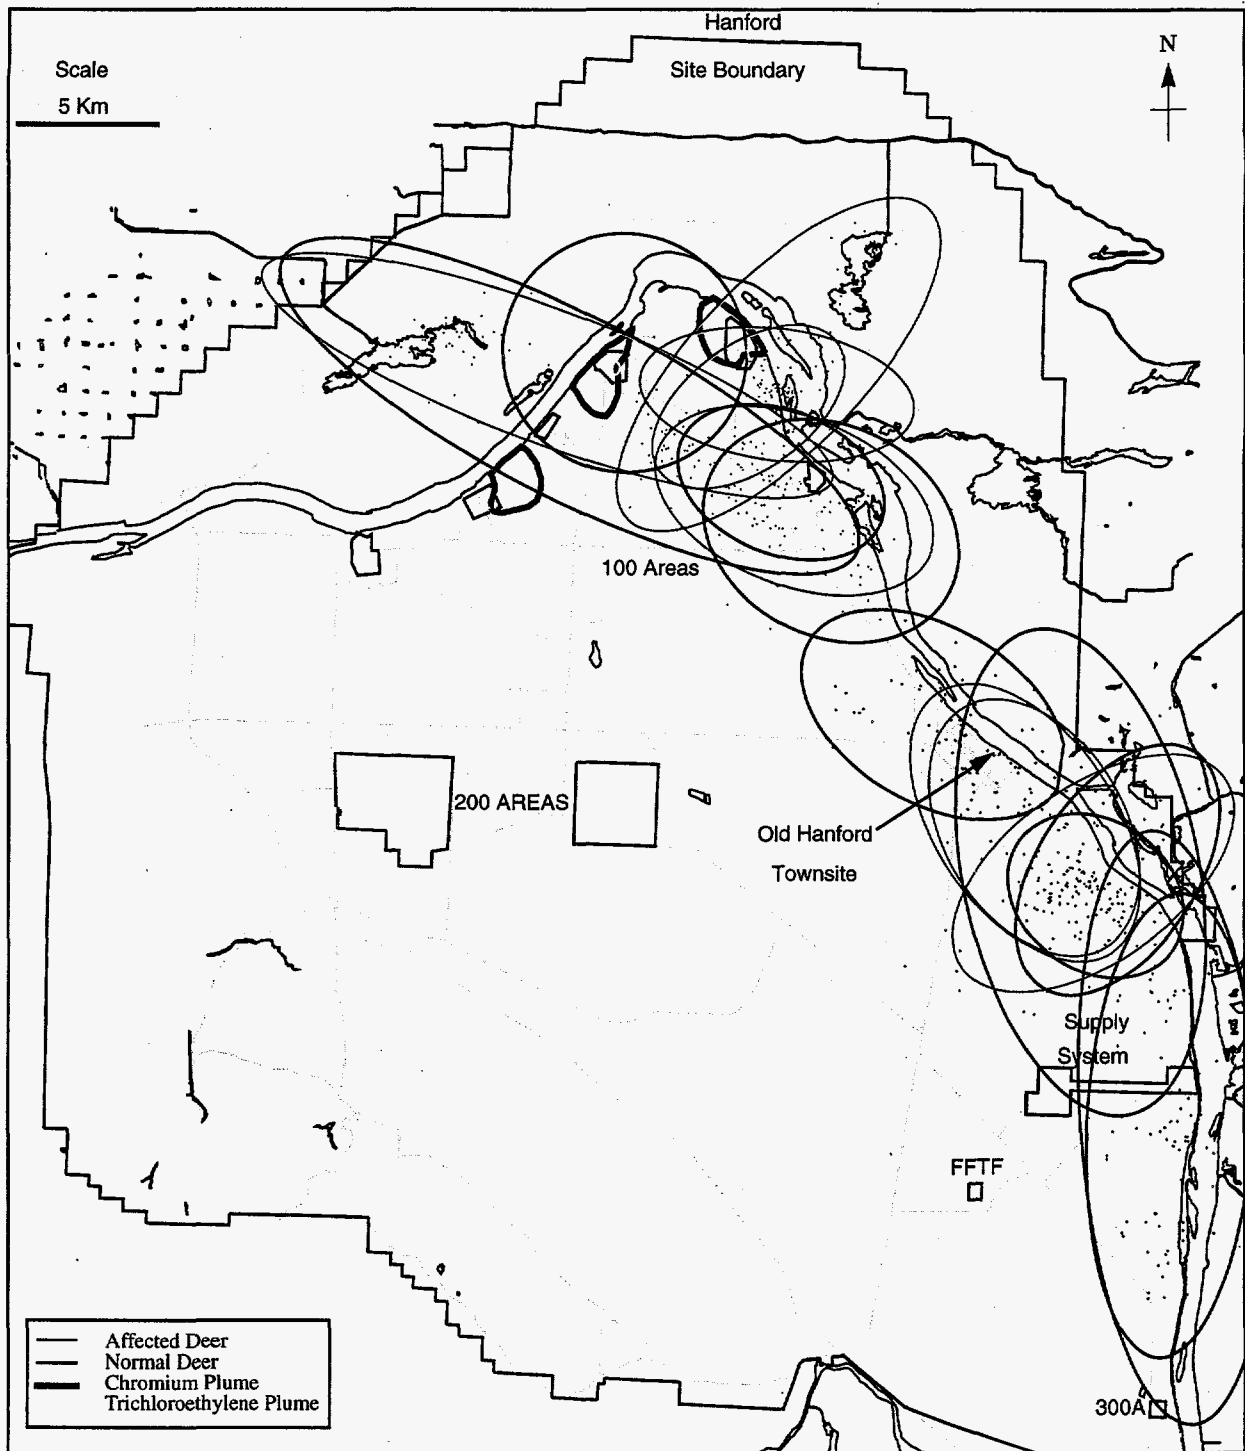 Hanford
Site Boundary
Scale
5 Km
N
100 Areas
200 AREAS
Old Hanford
Townsite
Supply
System
FFTF
300A
Affected Deer
Normal Deer
Chromium Plume
Trichloroethylene Plume